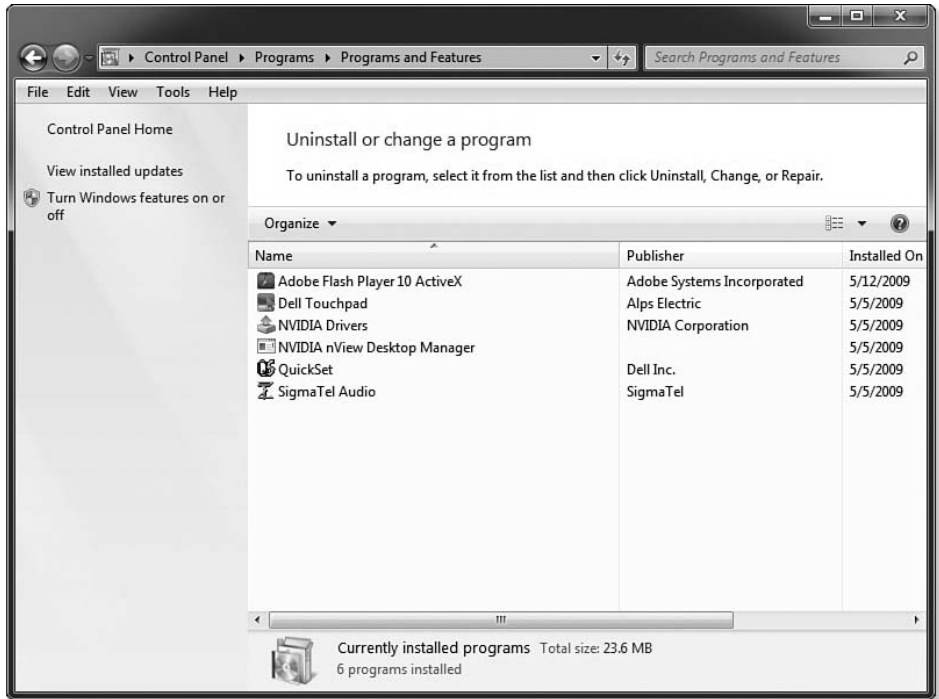 Control Panel Programs Programs and Features Search Programs and Features
File Edit View Tools Help
Control Panel Home
View installed updates
Turn Windows features on or
off
Uninstall or change a program
To uninstall a program, select it from the list and then click Uninstall, Change, or Repair.
Organize
Name Publisher Installed On
Adobe Flash Player 10 ActiveX Adobe Systems Incorporated 5/12/2009
Dell Touchpad Alps Electric 5/5/2009
NVIDIA Drivers NVIDIA Corporation 5/5/2009
NVIDIA nView Desktop Manager 5/5/2009
QuickSet Dell Inc. 5/5/2009
SigmaTel Audio SigmaTel 5/5/2009
Currently installed programs Total size: 23.6 MB
6 programs installed